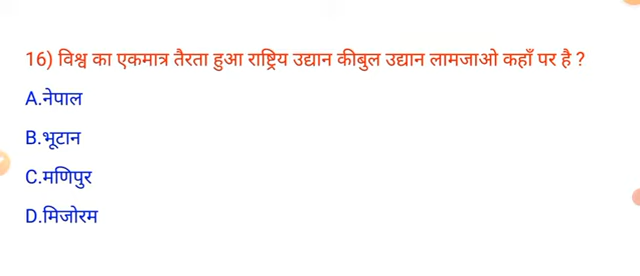 16) विश्व का एकमात्र तैरता हुआ राष्ट्रिय उद्यान कीबुल उद्यान लामजाओ कहाँ पर है ?
A.नेपाल
B.भूटान
C.मणिपुर
D.मिजोरम